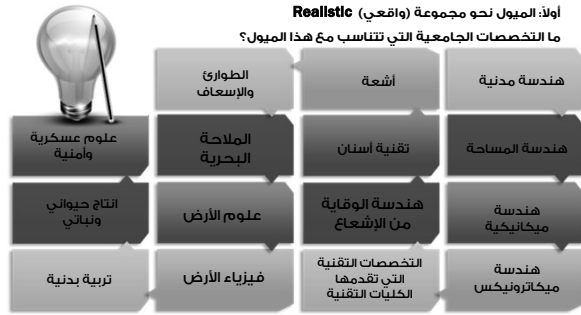 أولاً: الميول نحو مجموعة (واقعي) Realistic
ما التخصصات الجامعية التي تتناسب مع هذا الميول؟
هندسة مدنية
أشعة
الطوارئ
والإسعاف
هندسة المساحة
تقنية أسنان
الملاحة
البحرية
علوم عسكرية
وأمنية
هندسة
ميكانيكية
هندسة الوقاية
من الإشعاع
علوم الأرض
انتاج حيواني
ونباتي
هندسة
ميكاترونيكس
التخصصات التقنية
التي تقدمها
الكليات التقنية
فيزياء الأرض
تربية بدنية